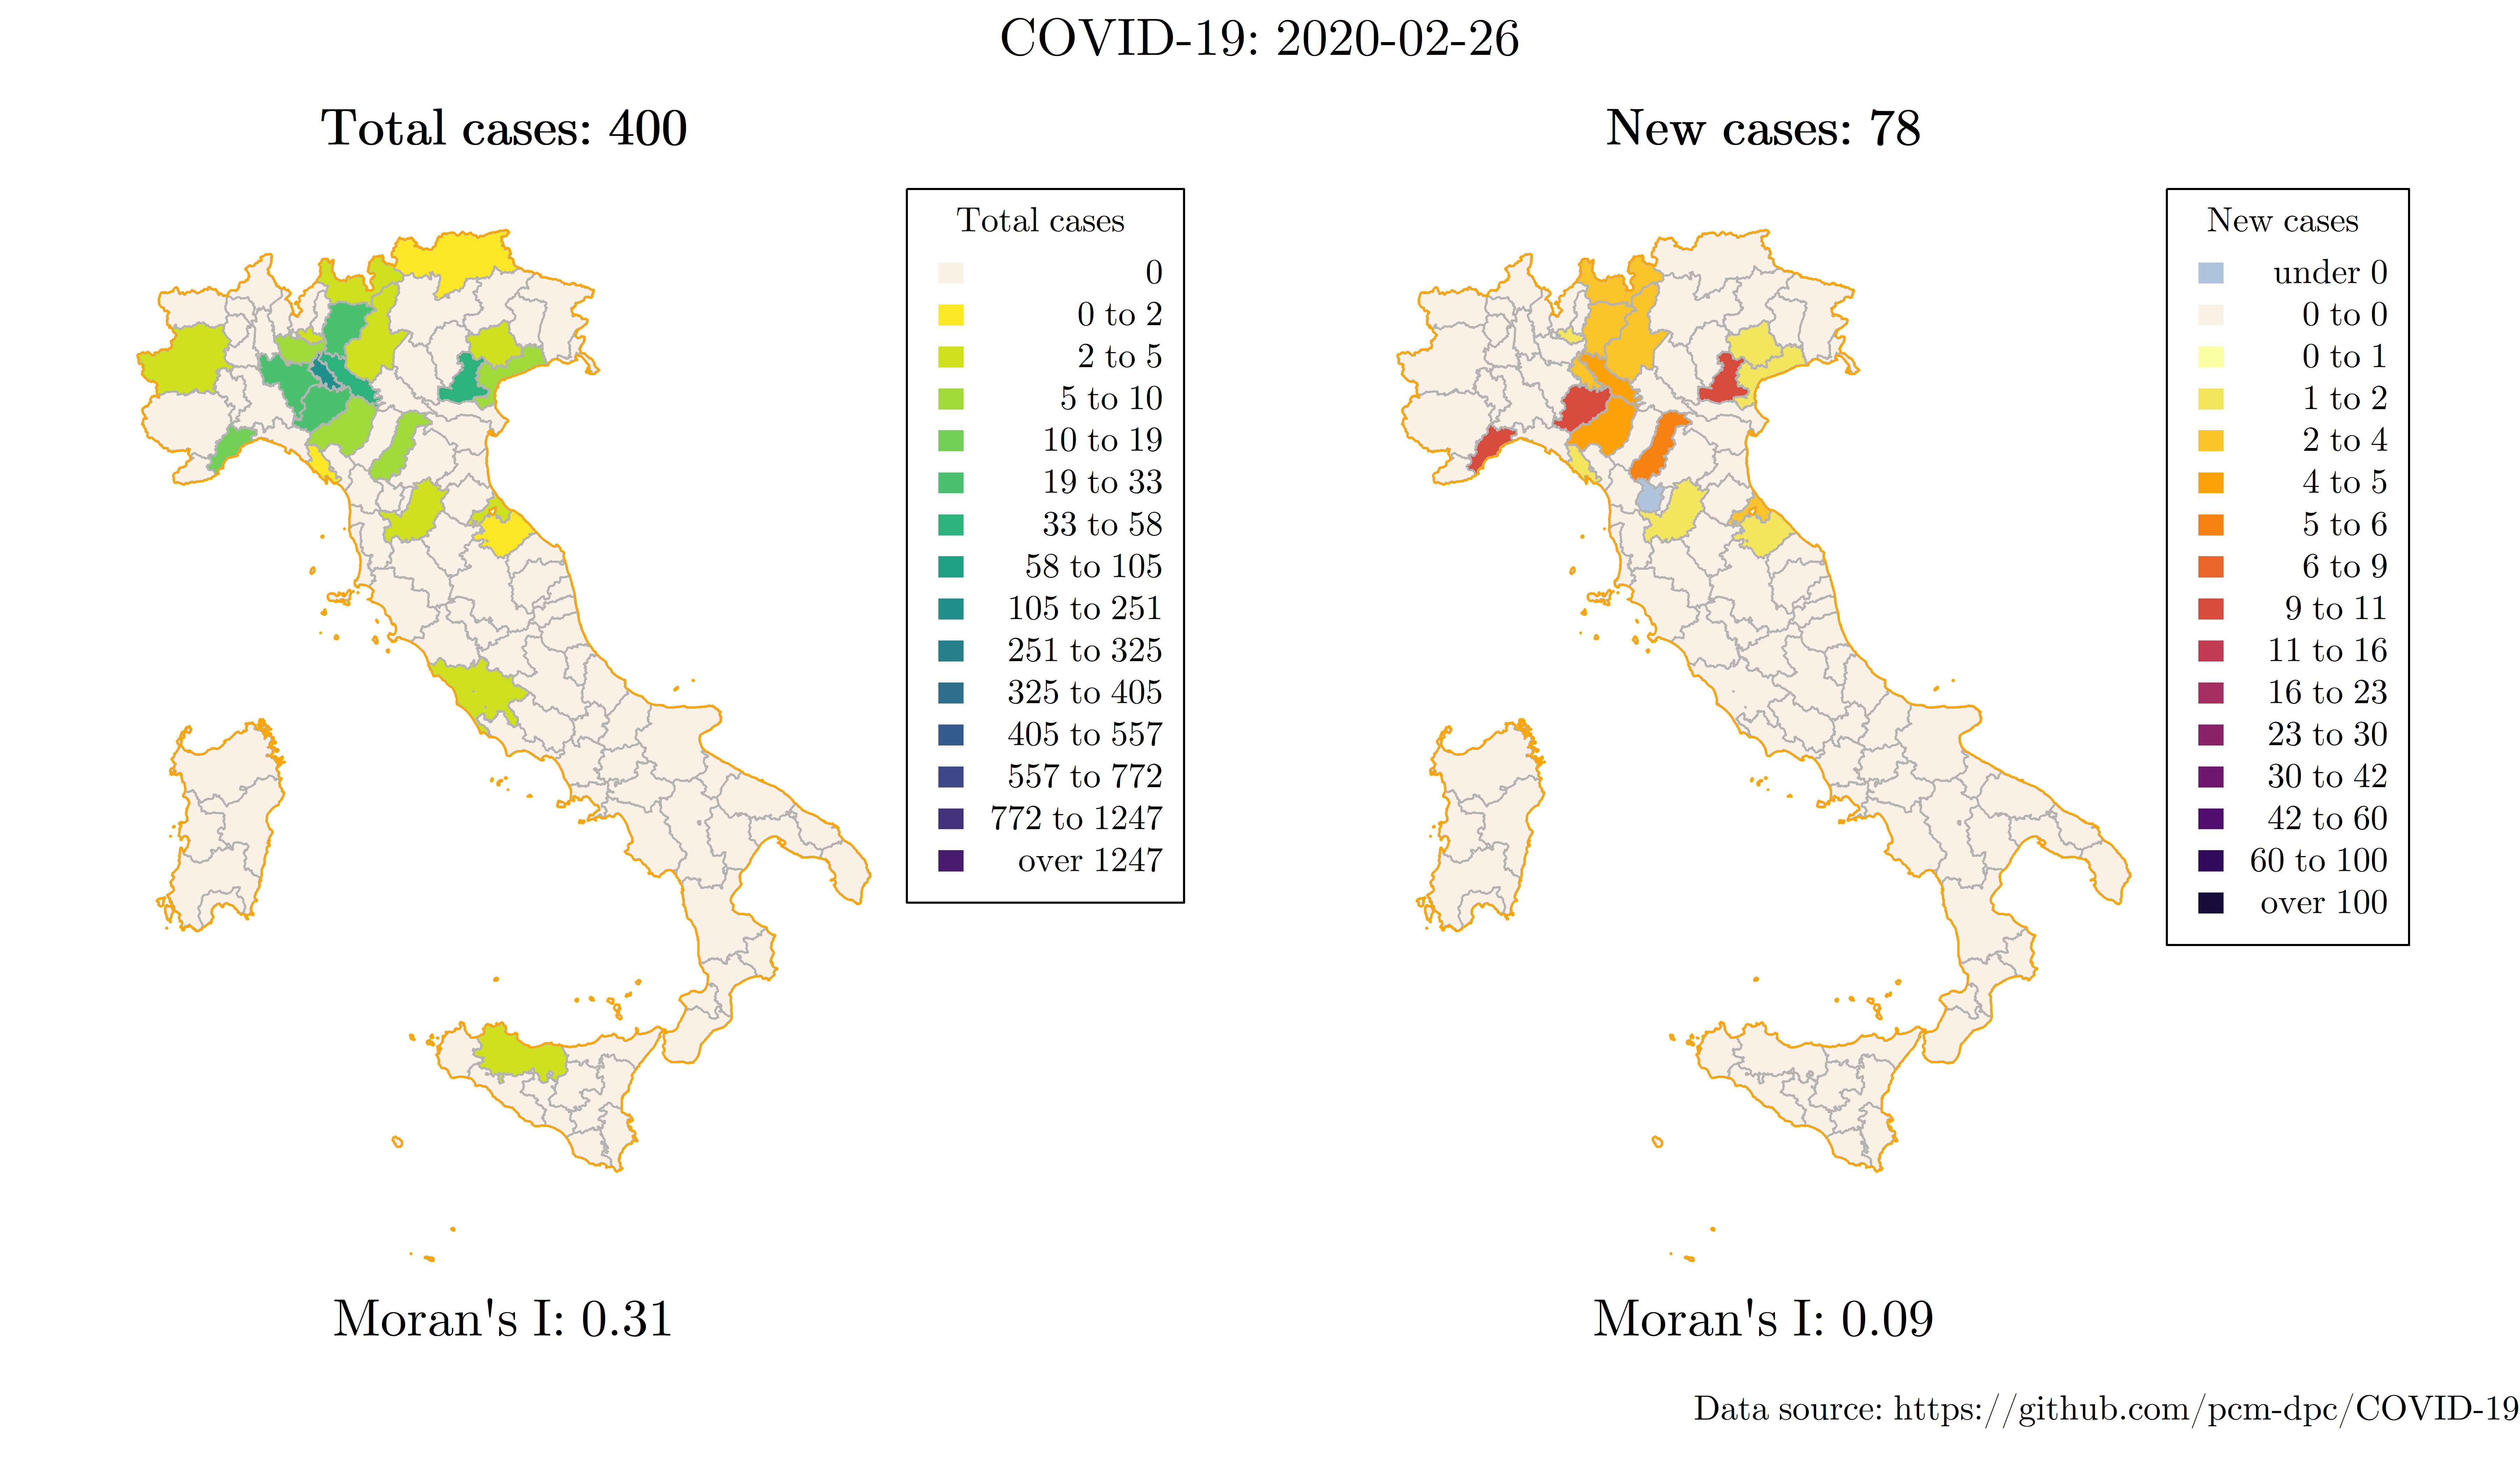 COVID-19: 2020-02-26
Total cases: 400
Total cases
0
0 to 2
2 to 5
5 to 10
10 to 19
19 to 33
33 to 58
58 to 105
105 to 251
251 to 325
325 to 405
405 to 557
557 to 772
772 to 1247
over 1247
Moran's I: 0.31
New cases: 78
New cases
under 0
0 to 0
0 to 1
1 to 2
2 to 4
4 to 5
5 to 6
6 to 9
9 to 11
11 to 16
16 to 23
23 to 30
30 to 42
42 to 60
60 to 100
over 100
Moran's I: 0.09
Data source: https://github.com/pcm-dpc/COVID-19